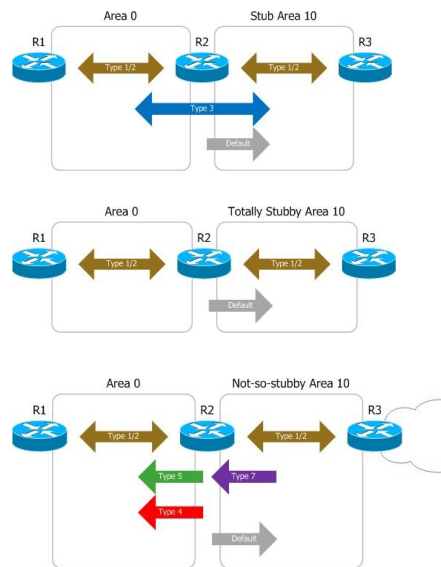 Area 0 Stub Area 10
R1 R2 R3
Type 1/2 Type 1/2
Type 3
Default
Area 0 Totally Stubby Area 10
R1 R2 R3
Type 1/2 Type 1/2
Default
Area 0 Not-so-stubby Area 10
R1 R2 R3
Type 1/2 Type 1/2
Type 5 Type 7
Type 4
Default